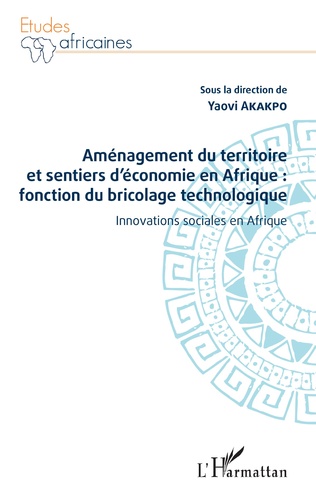 Etudes
africaines
Sous la direction de
Yaovi AKAKPO
Aménagement du territoire
et sentiers d'économie en Afrique :
fonction du bricolage technologique
Innovations sociales en Afrique
L'Harmattan